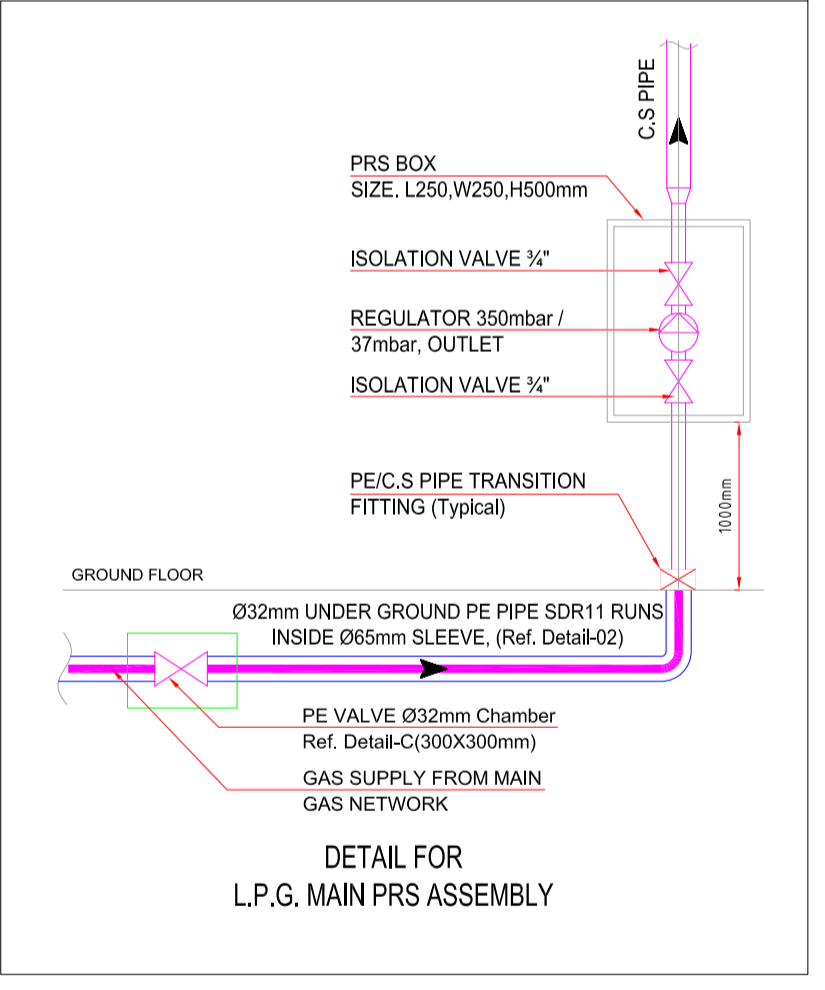 C.S PIPE
PRS BOX
SIZE. L250,W250,H500mm
ISOLATION VALVE ¾"
REGULATOR 350mbar /
37mbar, OUTLET
ISOLATION VALVE ¾"
PE/C.S PIPE TRANSITION
FITTING (Typical)
1000mm
GROUND FLOOR
Ø32mm UNDER GROUND PE PIPE SDR11 RUNS
INSIDE Ø65mm SLEEVE, (Ref. Detail-02)
PE VALVE Ø32mm Chamber
Ref. Detail-C(300X300mm)
GAS SUPPLY FROM MAIN
GAS NETWORK
DETAIL FOR
L.P.G. MAIN PRS ASSEMBLY